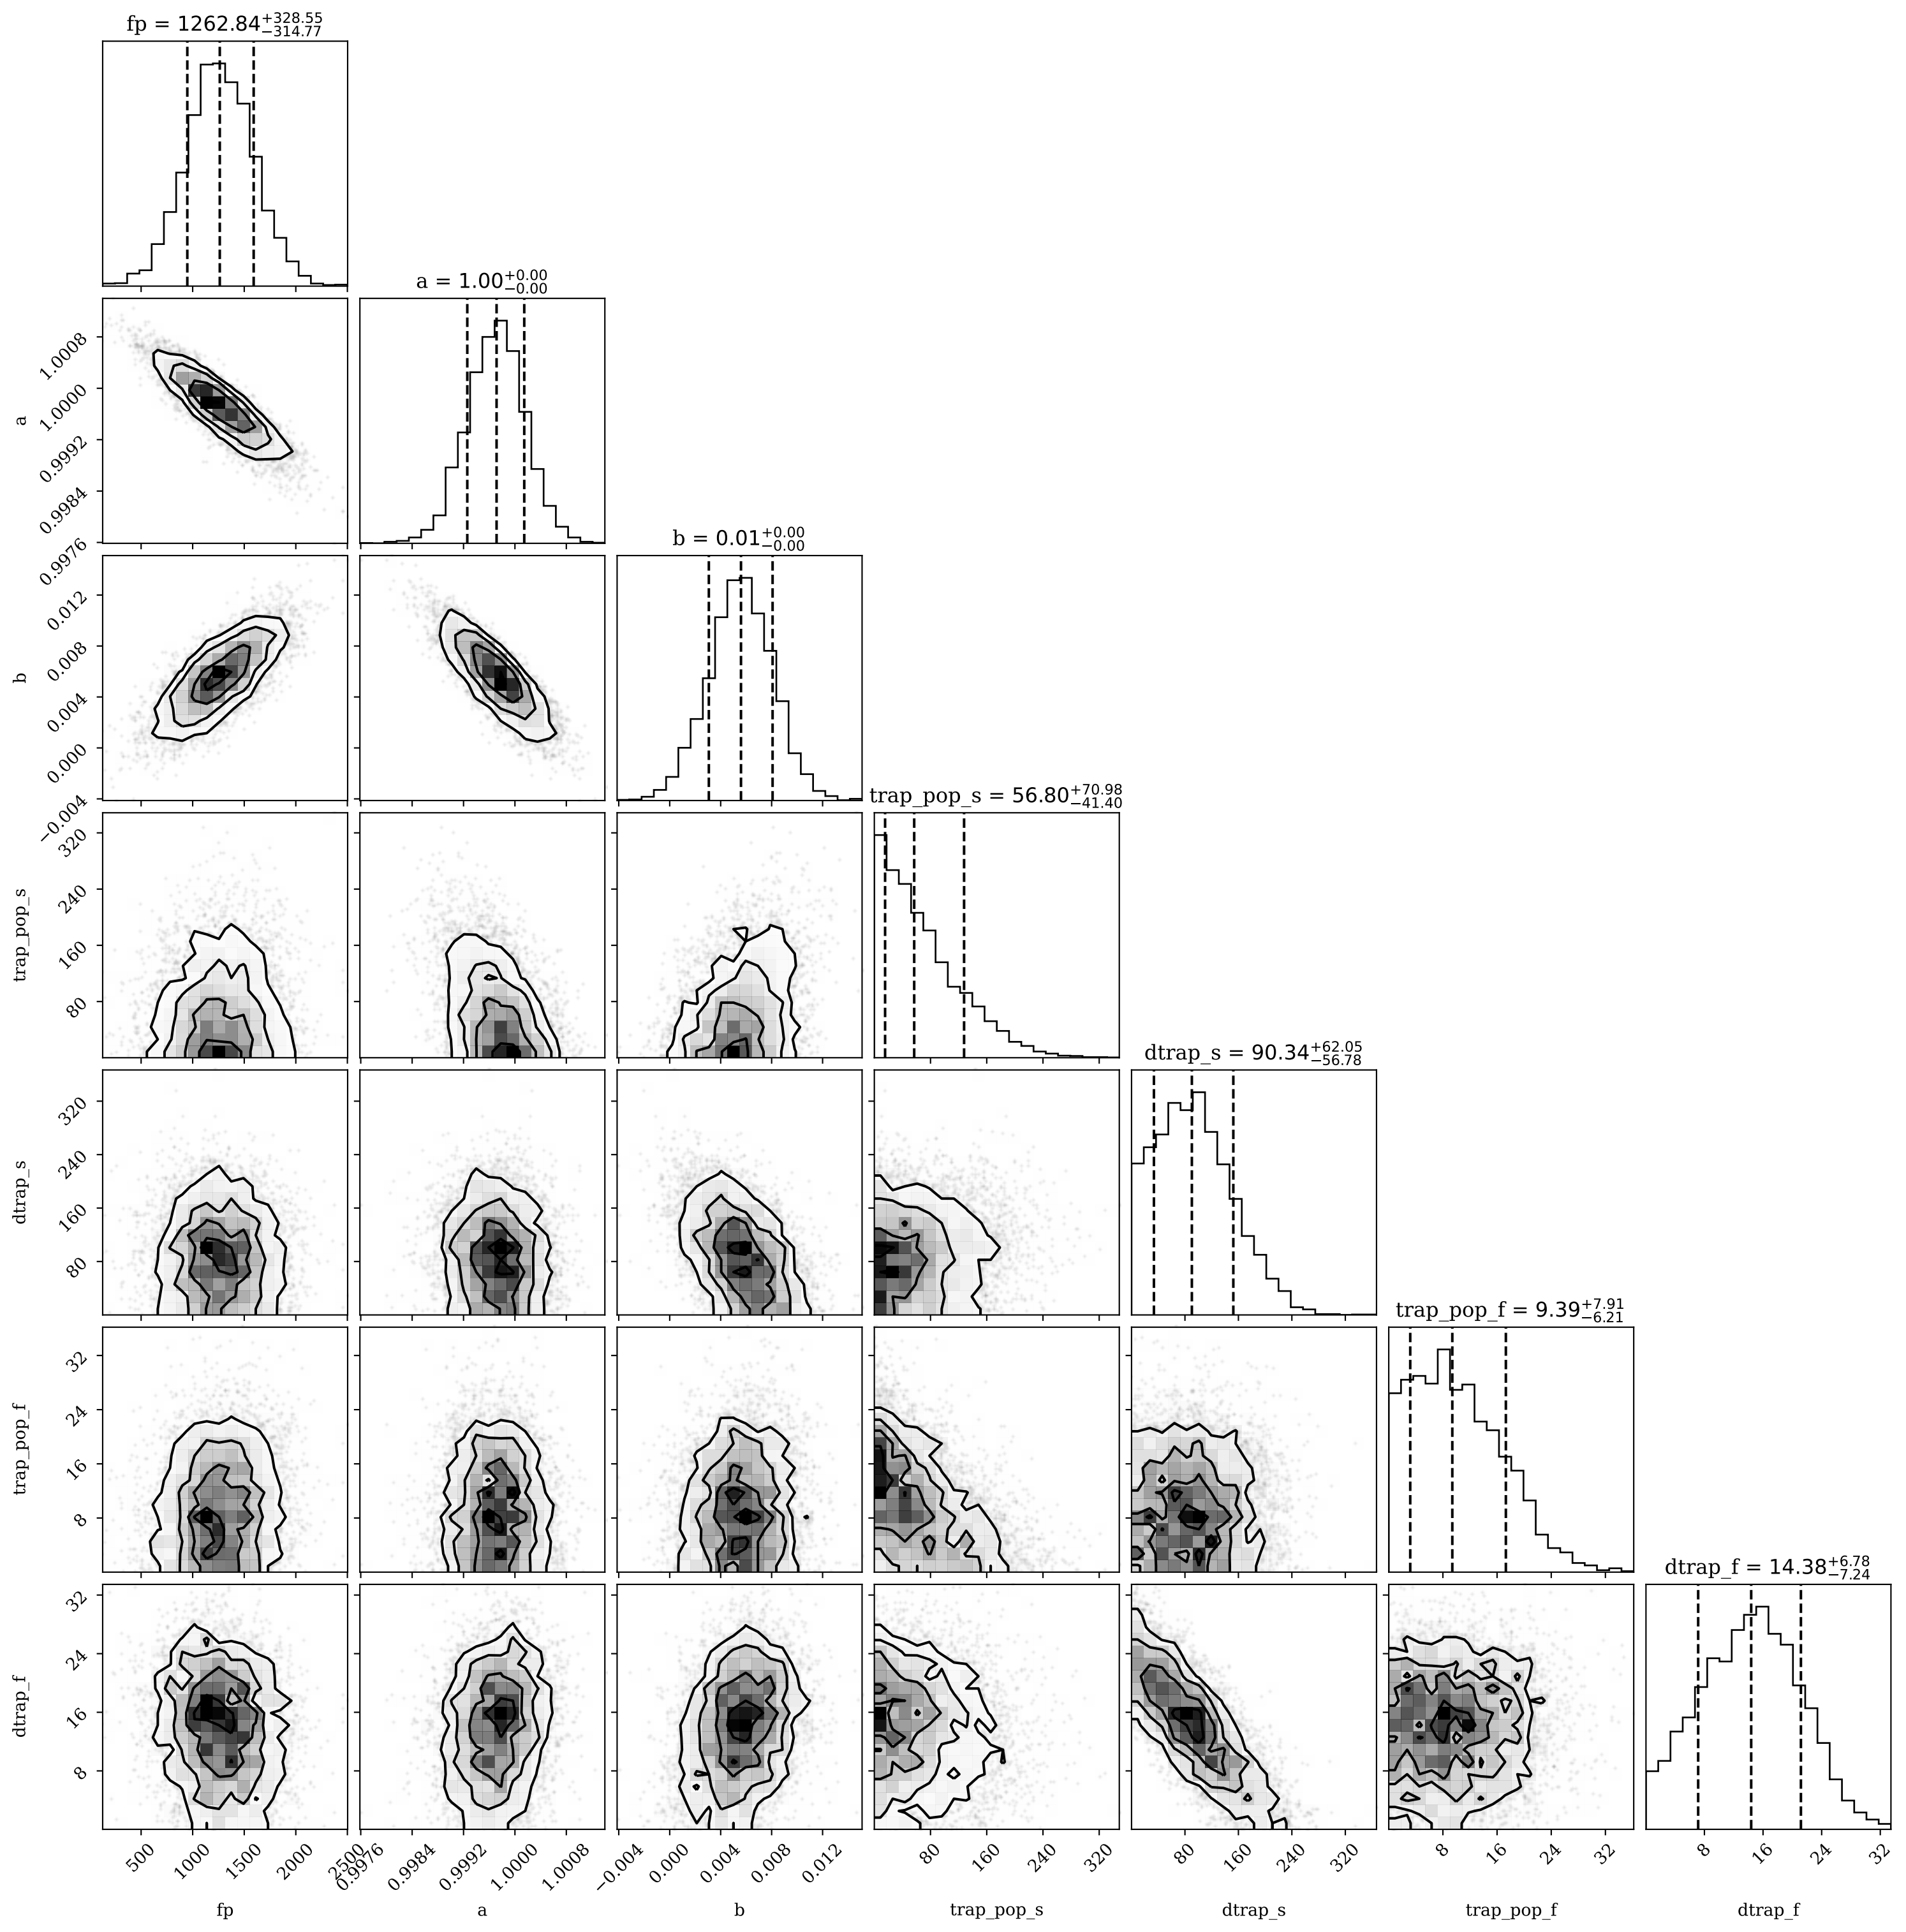 fp = 1262.84+328.55−314.77
a = 1.00+0.00−0.00
1.0008
1.0000
0.9992
0.9984
0.9976
a
b = 0.01+0.00−0.00
0.012
0.008
0.004
0.000
−0.004
b
trap_pop_s = 56.80+70.98−41.40
320
240
160
80
trap_pop_s
dtrap_s = 90.34+62.05−56.78
320
240
160
80
dtrap_s
trap_pop_f = 9.39+7.91−6.21
32
24
16
8
trap_pop_f
dtrap_f = 14.38+6.78−7.24
32
24
16
8
dtrap_f
500 1000 1500 2000 2500
0.9976 0.9984 0.9992 1.0000 1.0008
−0.004 0.000 0.004 0.008 0.012
80 160 240 320
80 160 240 320
8 16 24 32
8 16 24 32
fp a b trap_pop_s dtrap_s trap_pop_f dtrap_f